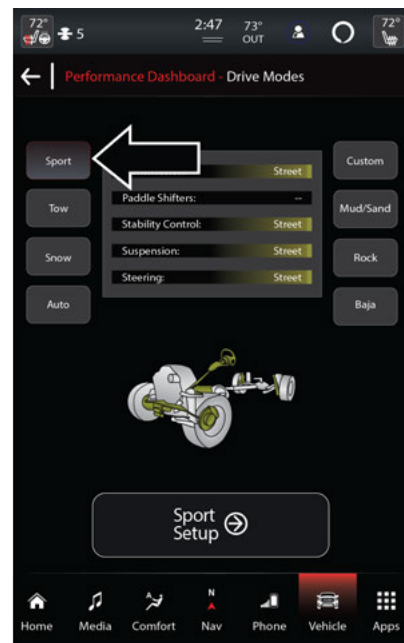 72°
5
2:47
73°
OUT
72°
Performance Dashboard - Drive Modes
Sport
Street
Custom
Paddle Shifters:
--
Tow
Mud/Sand
Stability Control:
Street
Snow
Suspension:
Street
Rock
Steering:
Street
Auto
Baja
Sport
Setup
N
Home
Media
Comfort
Nav
Phone
Vehicle
Apps